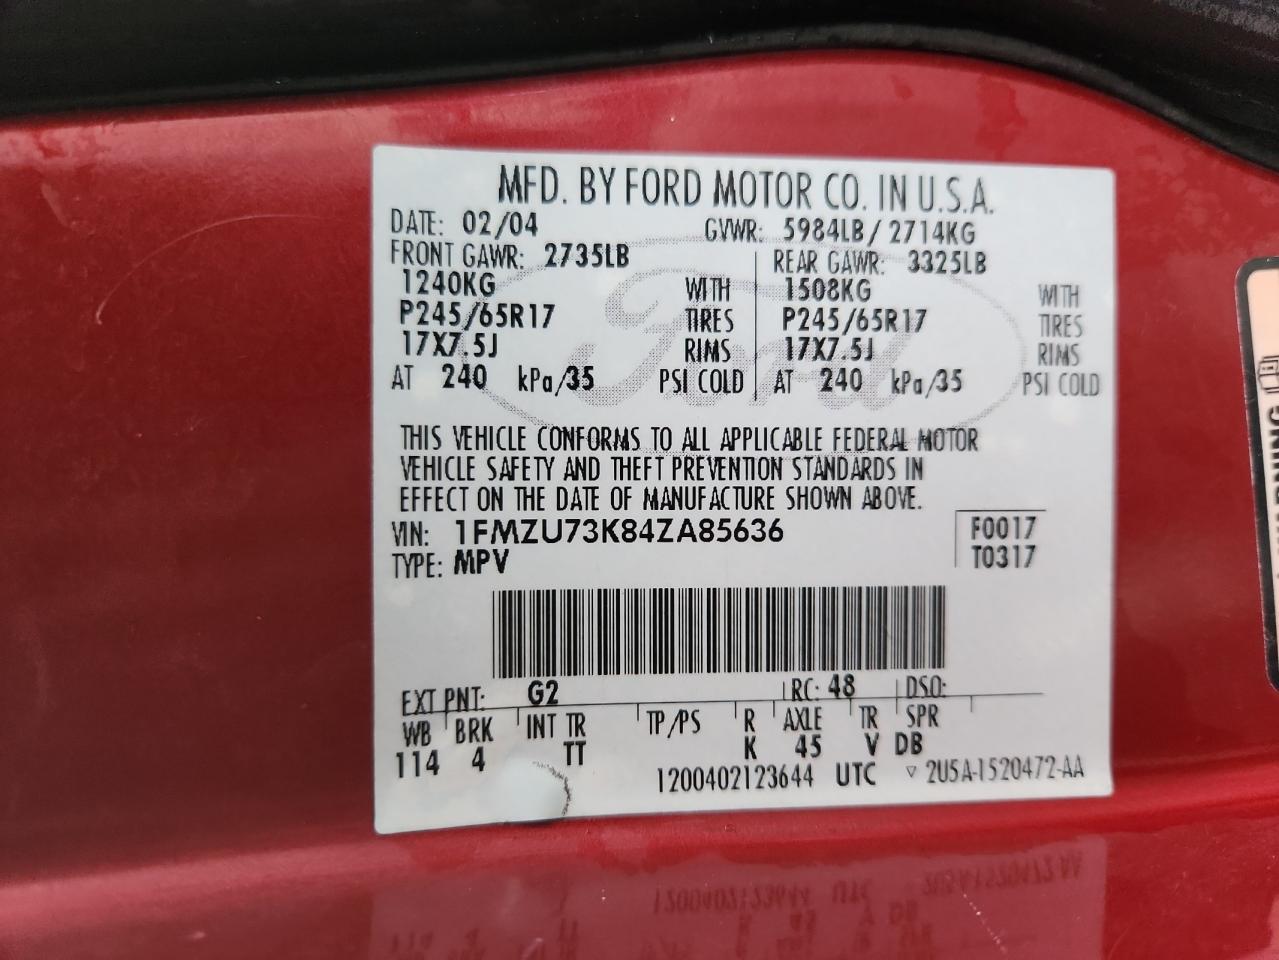 MFD. BY FORD MOTOR CO. IN U.S.A.
DATE: 02/04 GVWR: 5984LB/2714KG
FRONT GAWR: 2735LB REAR GAWR: 3325LB
1240KG WITH 1508KG WITH
P245/65R17 TIRES P245/65R17 TIRES
17X7.5J RIMS 17X7.5J RIMS
AT 240 kPa/35 PSI COLD AT 240 kPa/35 PSI COLD
Ford
THIS VEHICLE CONFORMS TO ALL APPLICABLE FEDERAL MOTOR
VEHICLE SAFETY AND THEFT PREVENTION STANDARDS IN
EFFECT ON THE DATE OF MANUFACTURE SHOWN ABOVE.
VIN: 1FMZU73K84ZA85636 F0017
TYPE: MPV T0317
EXT PNT: G2 RC: 48 DSO:
WB BRK INT TR TP/PS R AXLE TR SPR
114 4 TT K 45 V DB
1200402123644 UTC ▽ 2U5A-1520472-AA